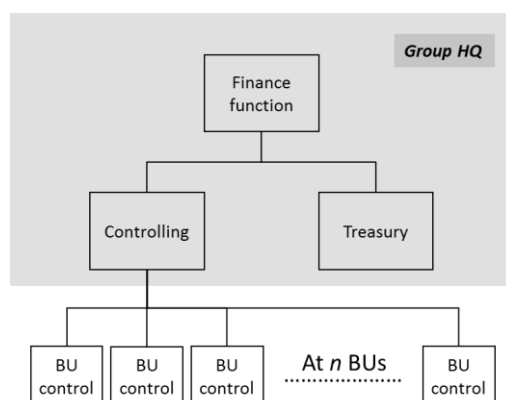 Group HQ
Finance
function
Controlling
Treasury
BU
control
BU
control
BU
control
At n BUs
BU
control